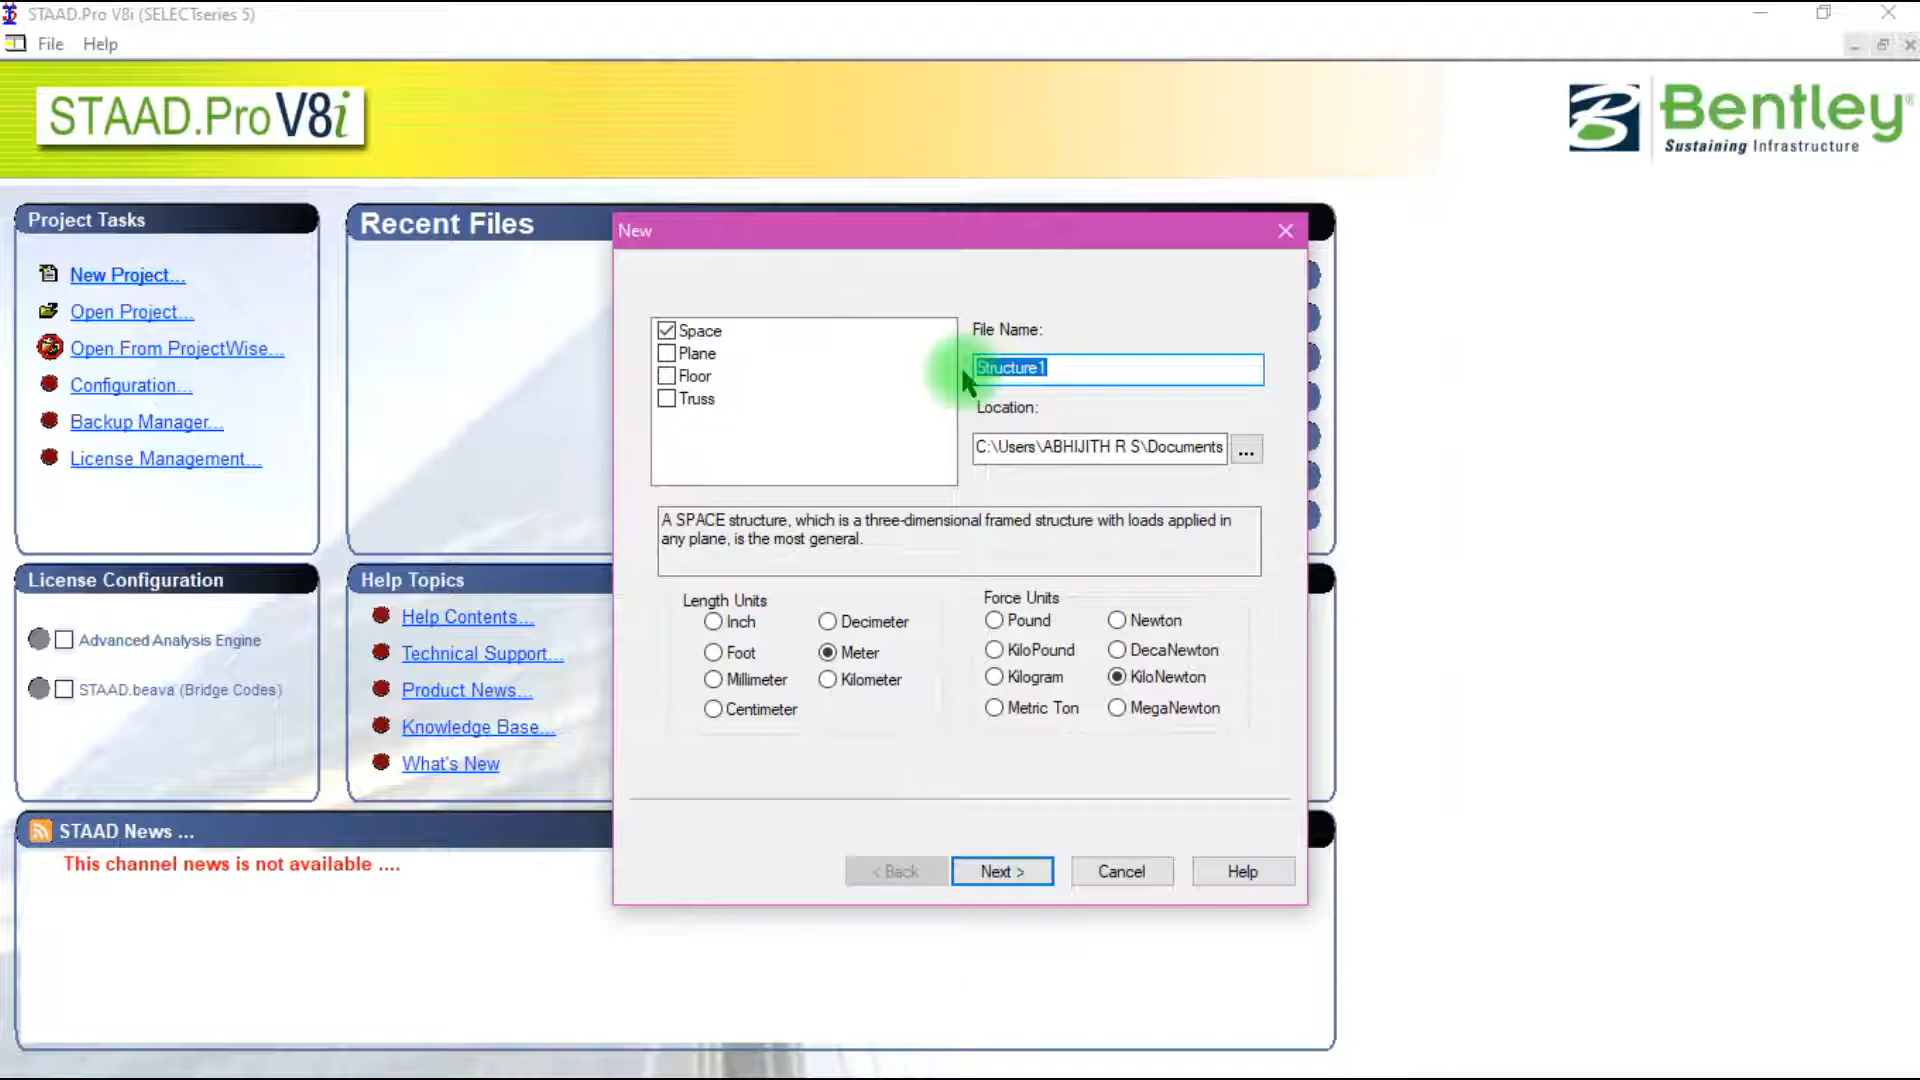 STAAD.Pro V8i (SELECTseries 5)
File Help
STAAD.Pro V8i
Bentley®
Sustaining Infrastructure
Project Tasks
New Project...
Open Project...
Open From ProjectWise...
Configuration...
Backup Manager...
License Management...
Recent Files
New
Space
Plane
Floor
Truss
File Name:
Structure1
Location:
C:\Users\ABHIJITH R S\Documents
...
A SPACE structure, which is a three-dimensional framed structure with loads applied in
any plane, is the most general.
Length Units
Inch
Decimeter
Foot
Meter
Millimeter
Kilometer
Centimeter
Force Units
Pound
Newton
KiloPound
DecaNewton
Kilogram
KiloNewton
Metric Ton
MegaNewton
< Back
Next >
Cancel
Help
License Configuration
Advanced Analysis Engine
STAAD.beava (Bridge Codes)
Help Topics
Help Contents...
Technical Support...
Product News...
Knowledge Base...
What's New
STAAD News ...
This channel news is not available ....